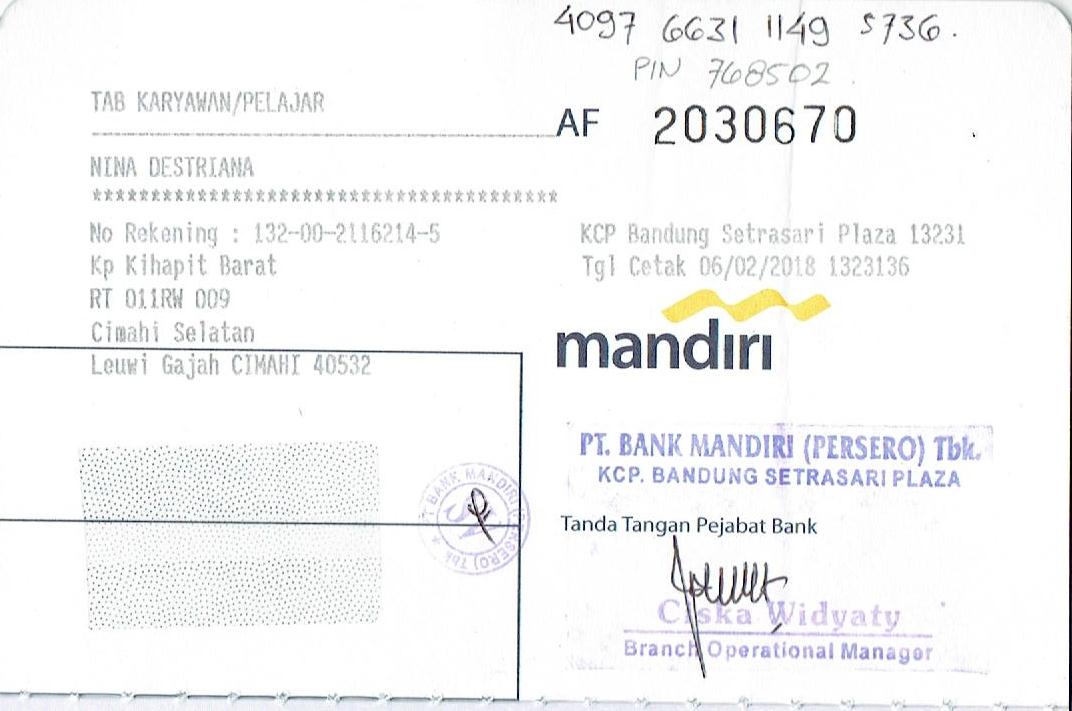 4097 6631 1149 5736.
PIN 768502.
TAB KARYAWAN/PELAJAR
AF 2030670
NINA DESTRIANA
****************************************
No Rekening : 132-00-2116214-5
Kp Kihapit Barat
RT 011RW 009
Cimahi Selatan
Leuwi Gajah CIMAHI 40532
KCP Bandung Setrasari Plaza 13231
Tgl Cetak 06/02/2018 1323136
mandiri
PT. BANK MANDIRI (PERSERO) Tbk.
KCP. BANDUNG SETRASARI PLAZA
BANK MANDIRI (PERSERO) Tbk
Tanda Tangan Pejabat Bank
Ciska Widyaty
Branch Operational Manager